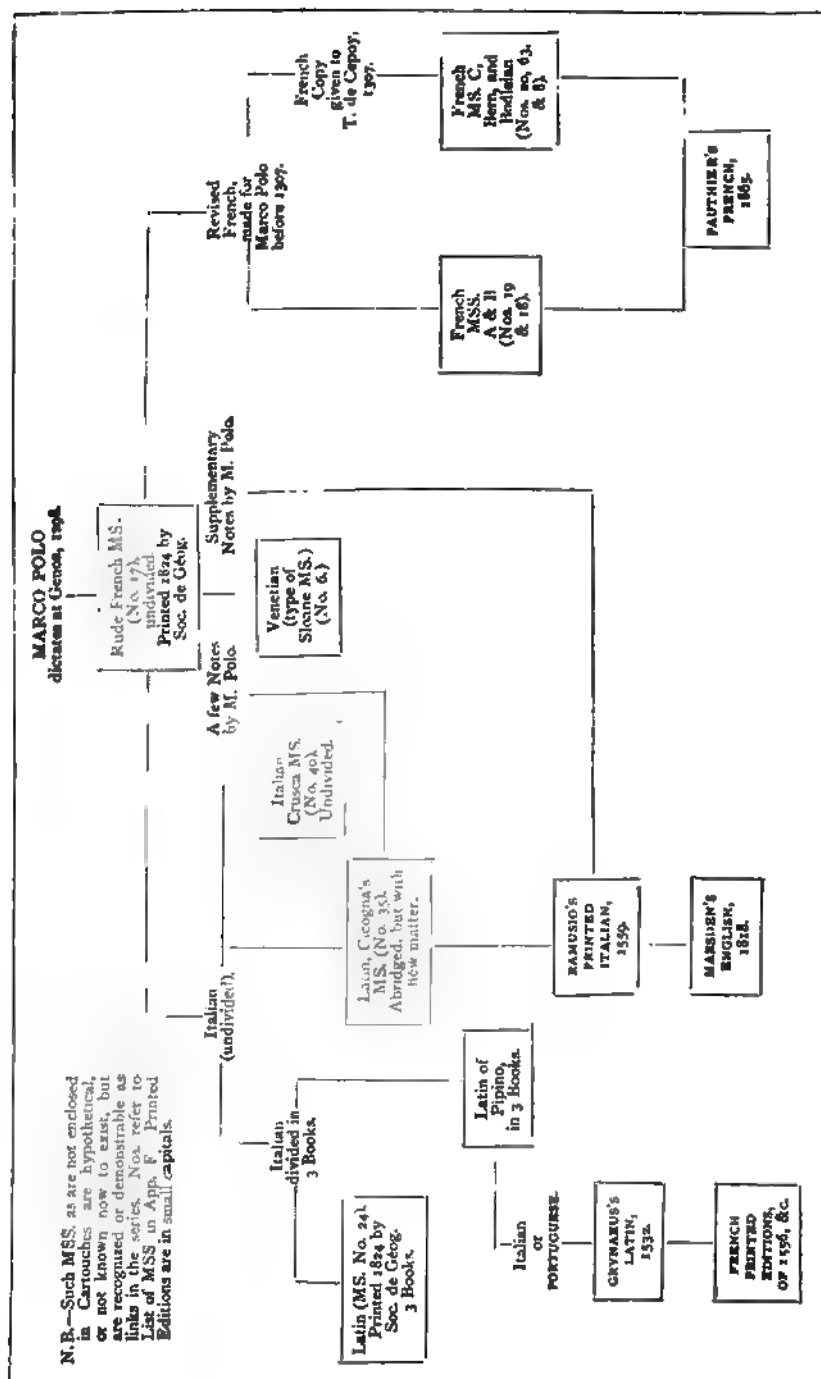 N.B.—Such MSS. as are not enclosed
in Cartouches are hypothetical,
or not known now to exist, but
are recognized or demonstrable as
links in the series. Nos. refer to
List of MSS in App. F. Printed
Editions are in small capitals.
MARCO POLO
dictates at Genoa, 1298.
Rude French MS.
(No. 17),
undivided.
Printed 1824 by
Soc. de Géog.
Italian
(undivided).
A few Notes
by M. Polo.
Supplementary
Notes by M. Polo.
Revised
French,
made for
Marco Polo
before 1307.
Italian
divided in
3 Books.
Italian
Crusca MS.
(No. 40).
Undivided.
Venetian
(type of
Sloane MS.)
(No. 6.)
French
Copy
given to
T. de Cepoy,
1307.
Latin (MS. No. 24).
Printed 1824 by
Soc. de Géog.
3 Books.
Latin, Cicogna's
MS. (No. 35).
Abridged, but with
new matter.
French
MSS.
A & B
(Nos. 19
& 18).
French
MS. C,
Bern, and
Bodleian
(Nos. 20, 63,
& 8).
Latin of
Pipino,
in 3 Books.
Italian
or
PORTUGUESE.
RAMUSIO'S
PRINTED
ITALIAN,
1559.
GRYNAEUS'S
LATIN,
1532.
MARSDEN'S
ENGLISH,
1818.
PAUTHIER'S
FRENCH,
1865.
FRENCH
PRINTED
EDITIONS,
OF 1556, &c.